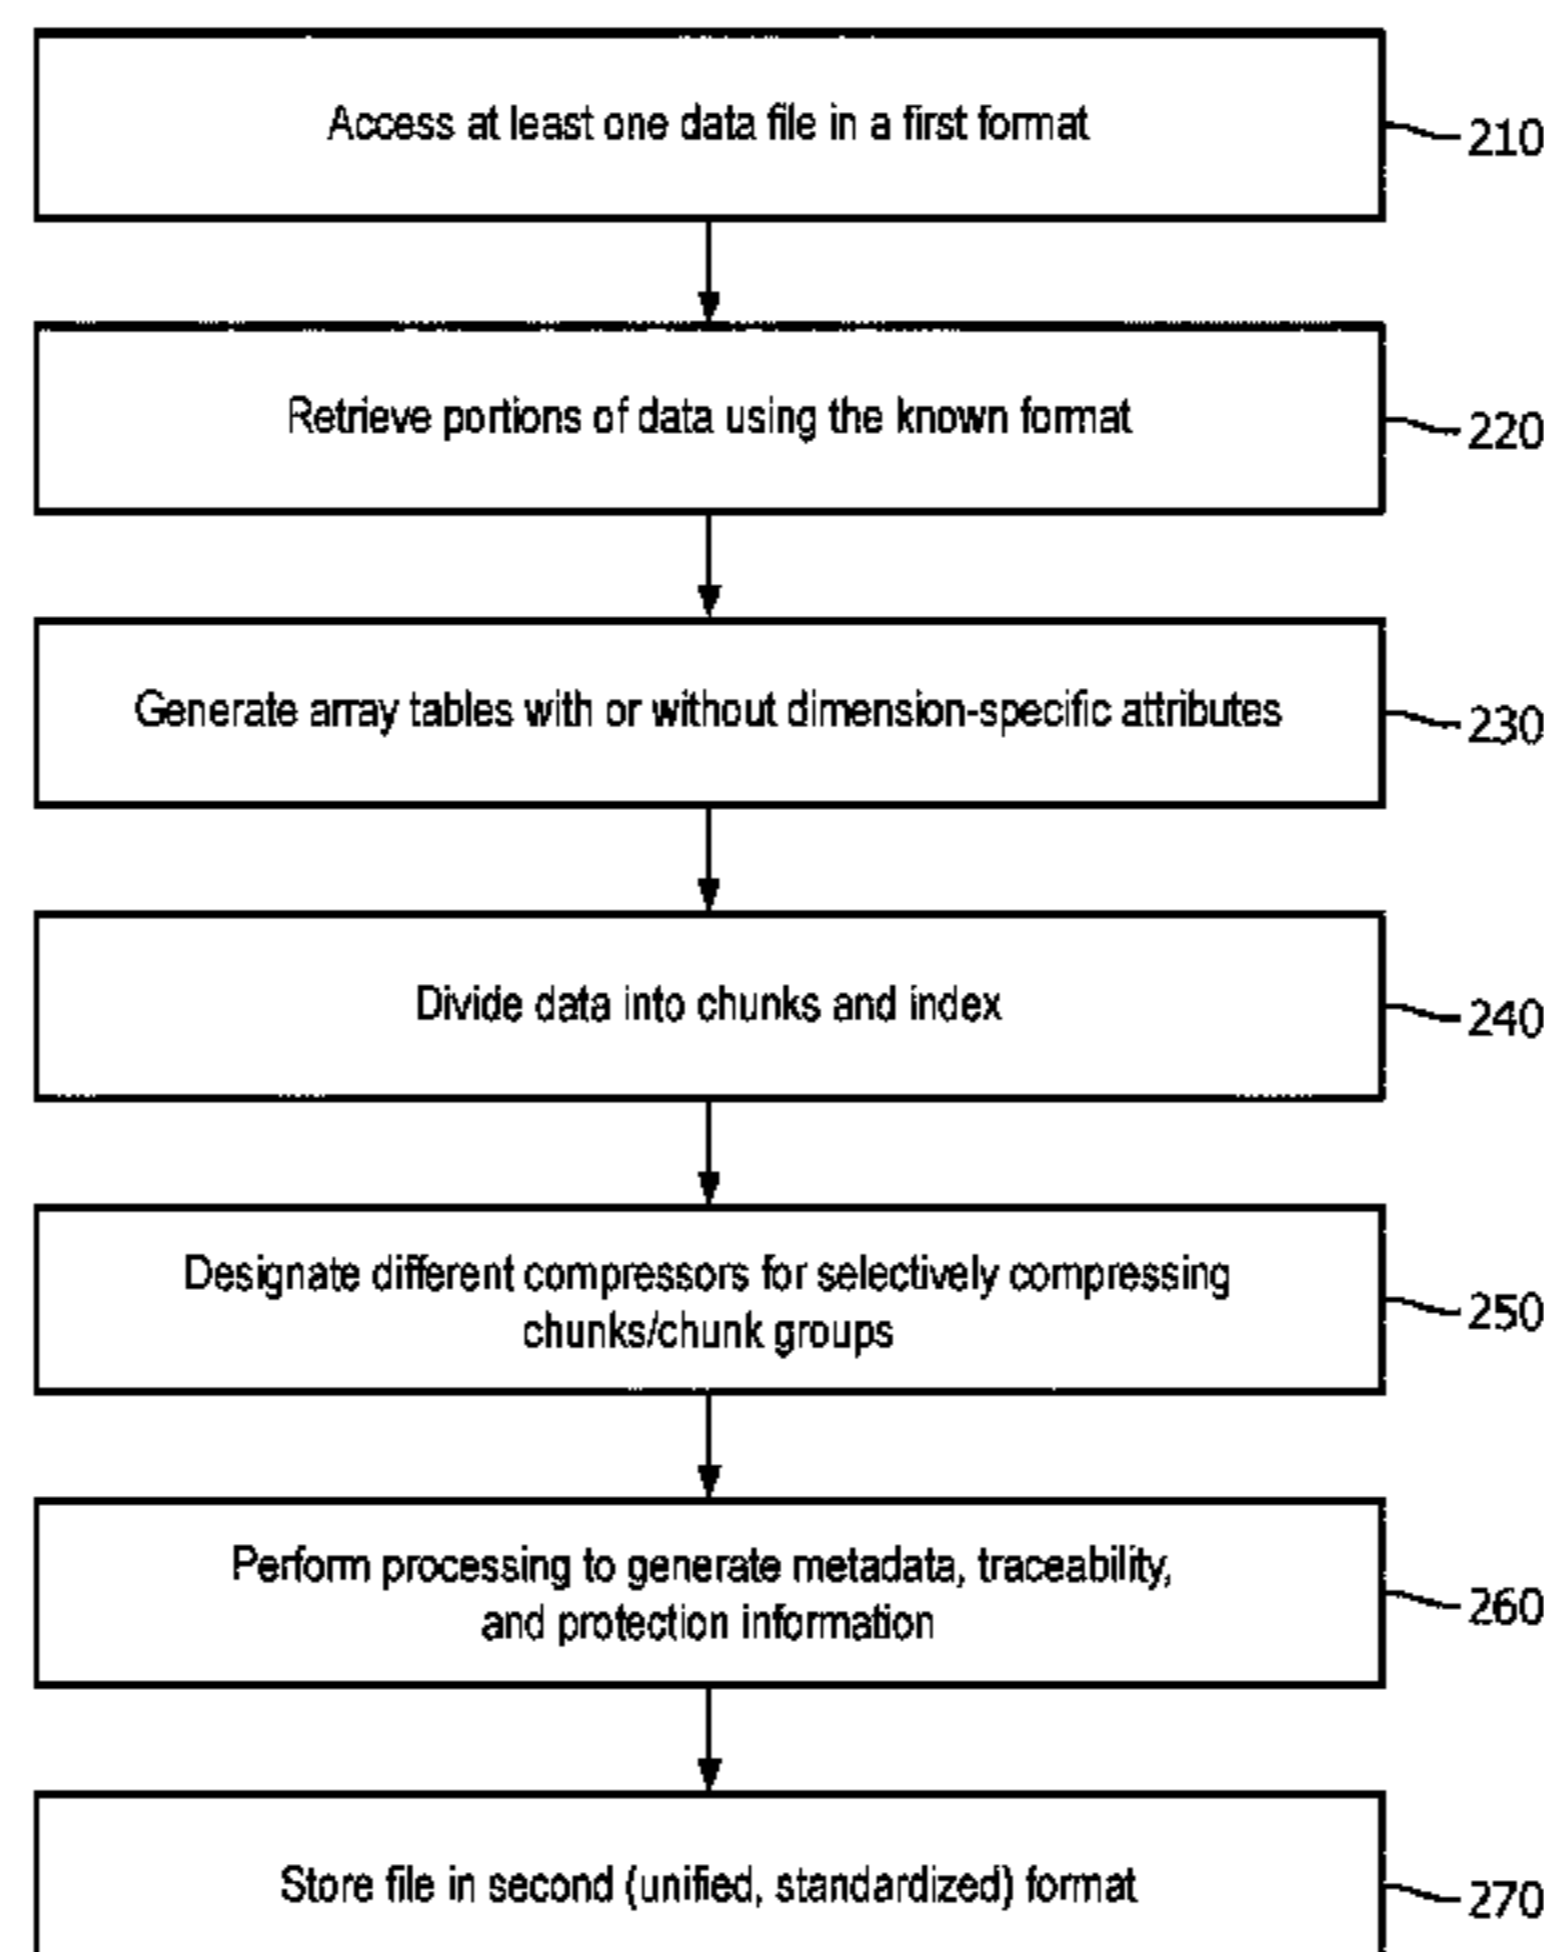 Access at least one data file in a first format
210
Retrieve portions of data using the known format
220
Generate array tables with or without dimension-specific attributes
230
Divide data into chunks and index
240
Designate different compressors for selectively compressing
chunks/chunk groups
250
Perform processing to generate metadata, traceability,
and protection information
260
Store file in second (unified, standardized) format
270